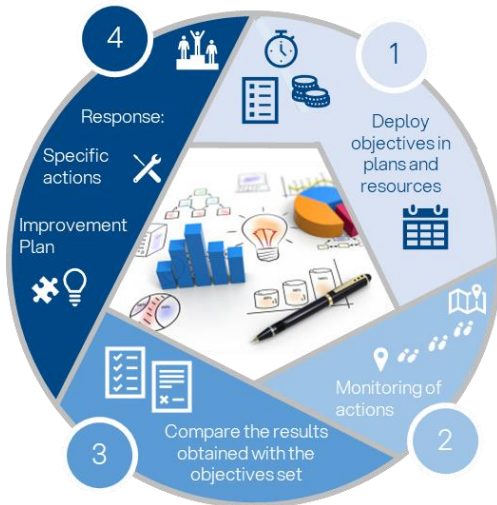 1
Deploy
objectives in
plans and
resources
2
Monitoring of
actions
3
Compare the results
obtained with the
objectives set
4
Response:
Specific
actions
Improvement
Plan